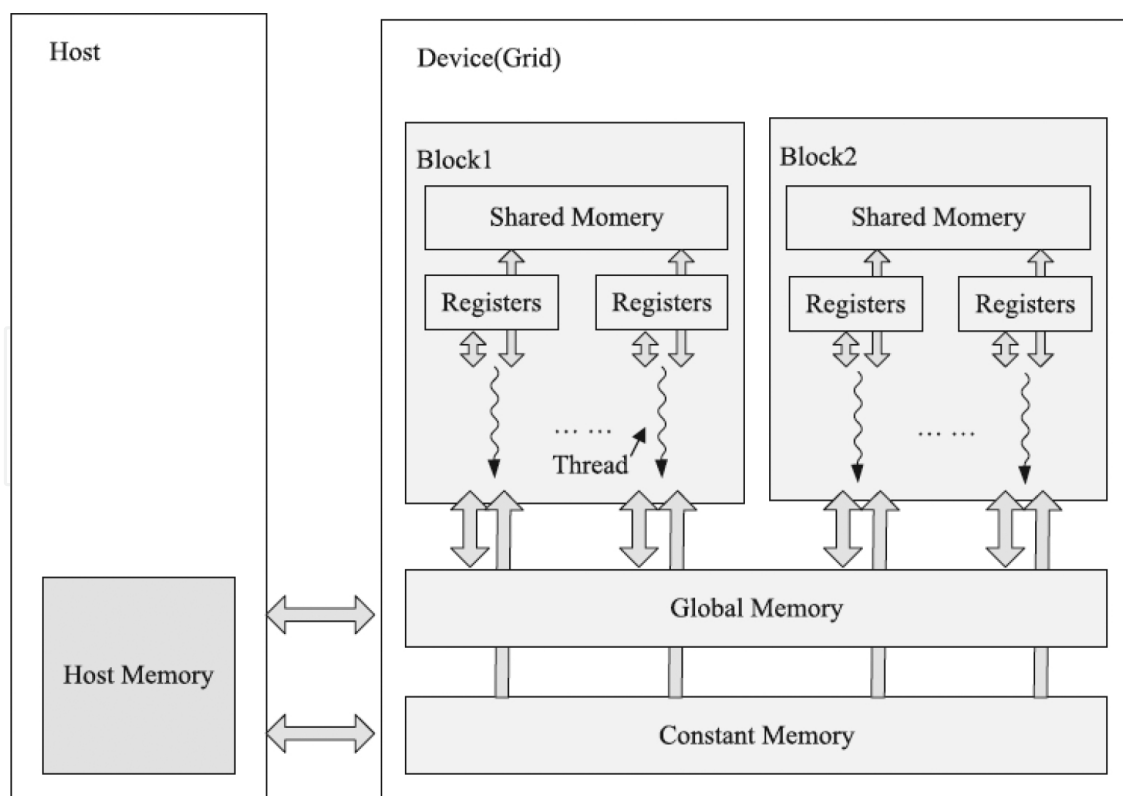 Host
Device(Grid)
Block1
Block2
Shared Momery
Shared Momery
Registers
Registers
Registers
Registers
... ...
... ...
Thread
Global Memory
Host Memory
Constant Memory